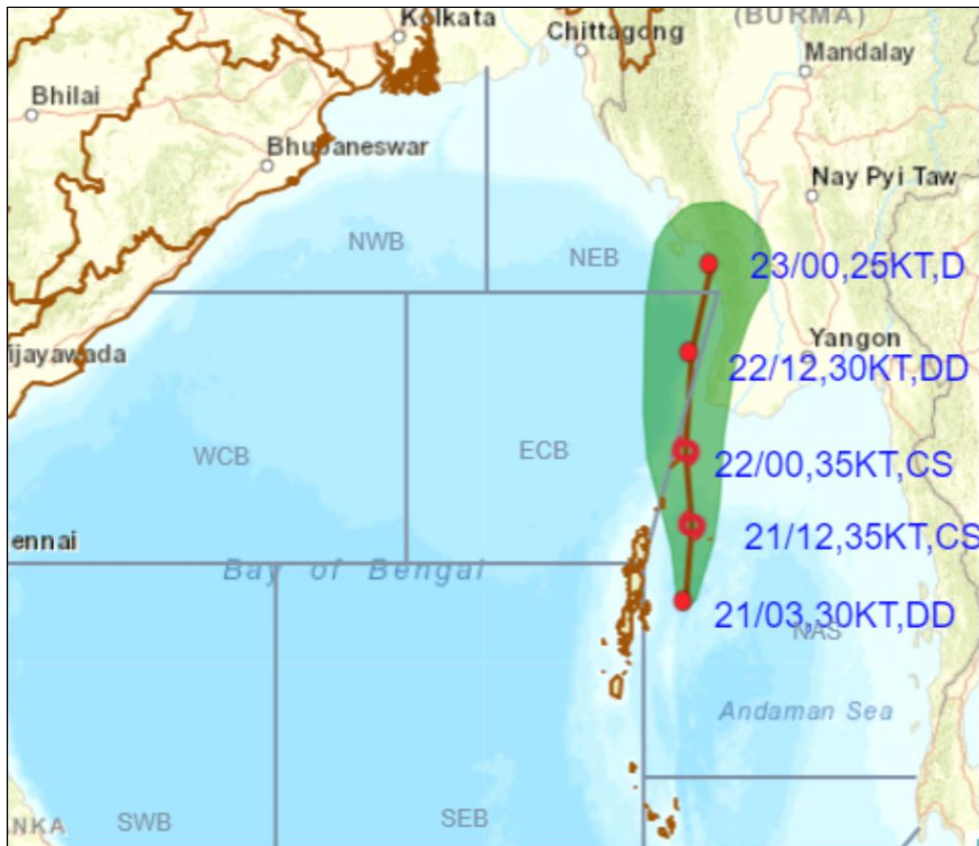 Kolkata
(BURMA)
Chittagong
Mandalay
Bhilai
Bhubaneswar
Nay Pyi Taw
NWB
NEB
23/00,25KT,D
ijayawada
Yangon
22/12,30KT,DD
WCB
ECB
22/00,35KT,CS
ennai
21/12,35KT,CS
Bay of Bengal
21/03,30KT,DD
NAS
Andaman Sea
ANKA
SWB
SEB